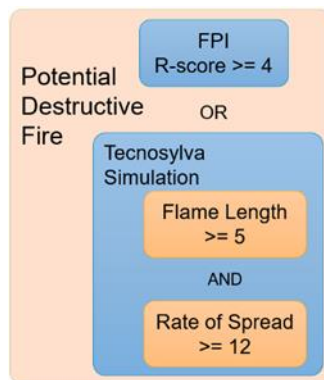 FPI
R-score >= 4
Potential
Destructive
Fire
OR
Tecnosylva
Simulation
Flame Length
>= 5
AND
Rate of Spread
>= 12